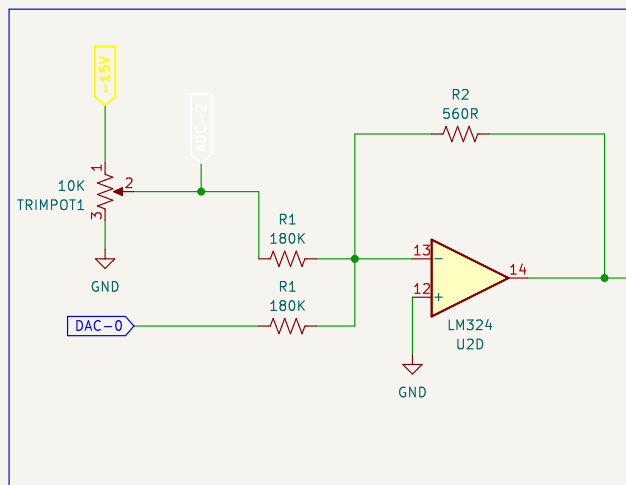 -15V
ADC-2
R2
560R
1
10K
2
TRIMPOT1
3
R1
180K
GND
13
−
14
R1
180K
12
+
DAC-0
LM324
U2D
GND